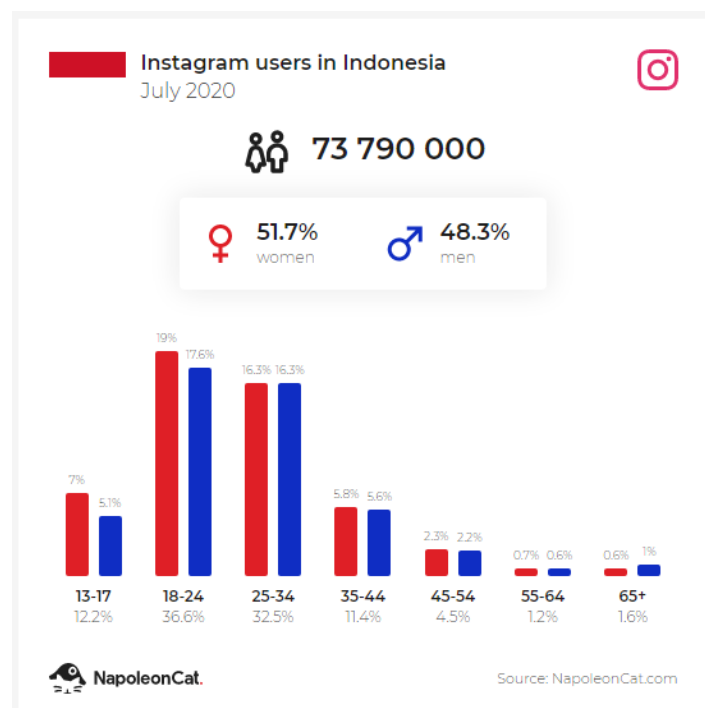 Instagram users in Indonesia
July 2020
73 790 000
51.7%
women
48.3%
men
19%
17.6%
16.3% 16.3%
7%
5.1%
5.8% 5.6%
2.3% 2.2%
0.7% 0.6%
0.6% 1%
13-17 18-24 25-34 35-44 45-54 55-64 65+
12.2% 36.6% 32.5% 11.4% 4.5% 1.2% 1.6%
NapoleonCat.
Source: NapoleonCat.com